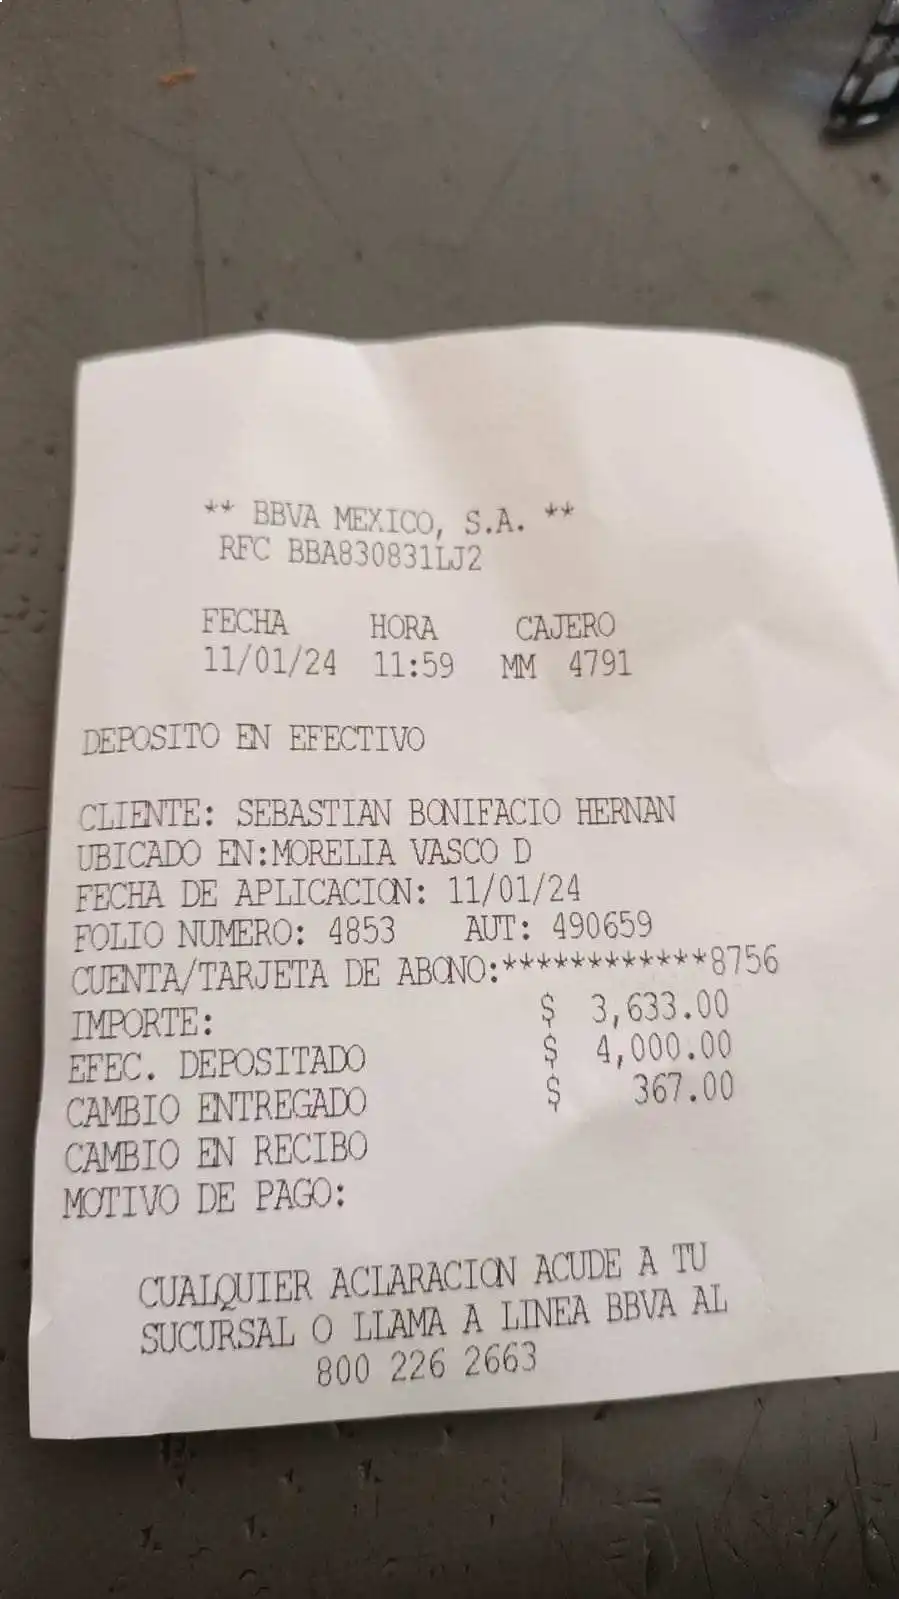 ** BBVA MEXICO, S.A. **
RFC BBA830831LJ2
FECHA HORA CAJERO
11/01/24 11:59 MM 4791
DEPOSITO EN EFECTIVO
CLIENTE: SEBASTIAN BONIFACIO HERNAN
UBICADO EN:MORELIA VASCO D
FECHA DE APLICACION: 11/01/24
FOLIO NUMERO: 4853 AUT: 490659
CUENTA/TARJETA DE ABONO:************8756
IMPORTE: $ 3,633.00
EFEC. DEPOSITADO $ 4,000.00
CAMBIO ENTREGADO $ 367.00
CAMBIO EN RECIBO
MOTIVO DE PAGO:
CUALQUIER ACLARACION ACUDE A TU
SUCURSAL O LLAMA A LINEA BBVA AL
800 226 2663